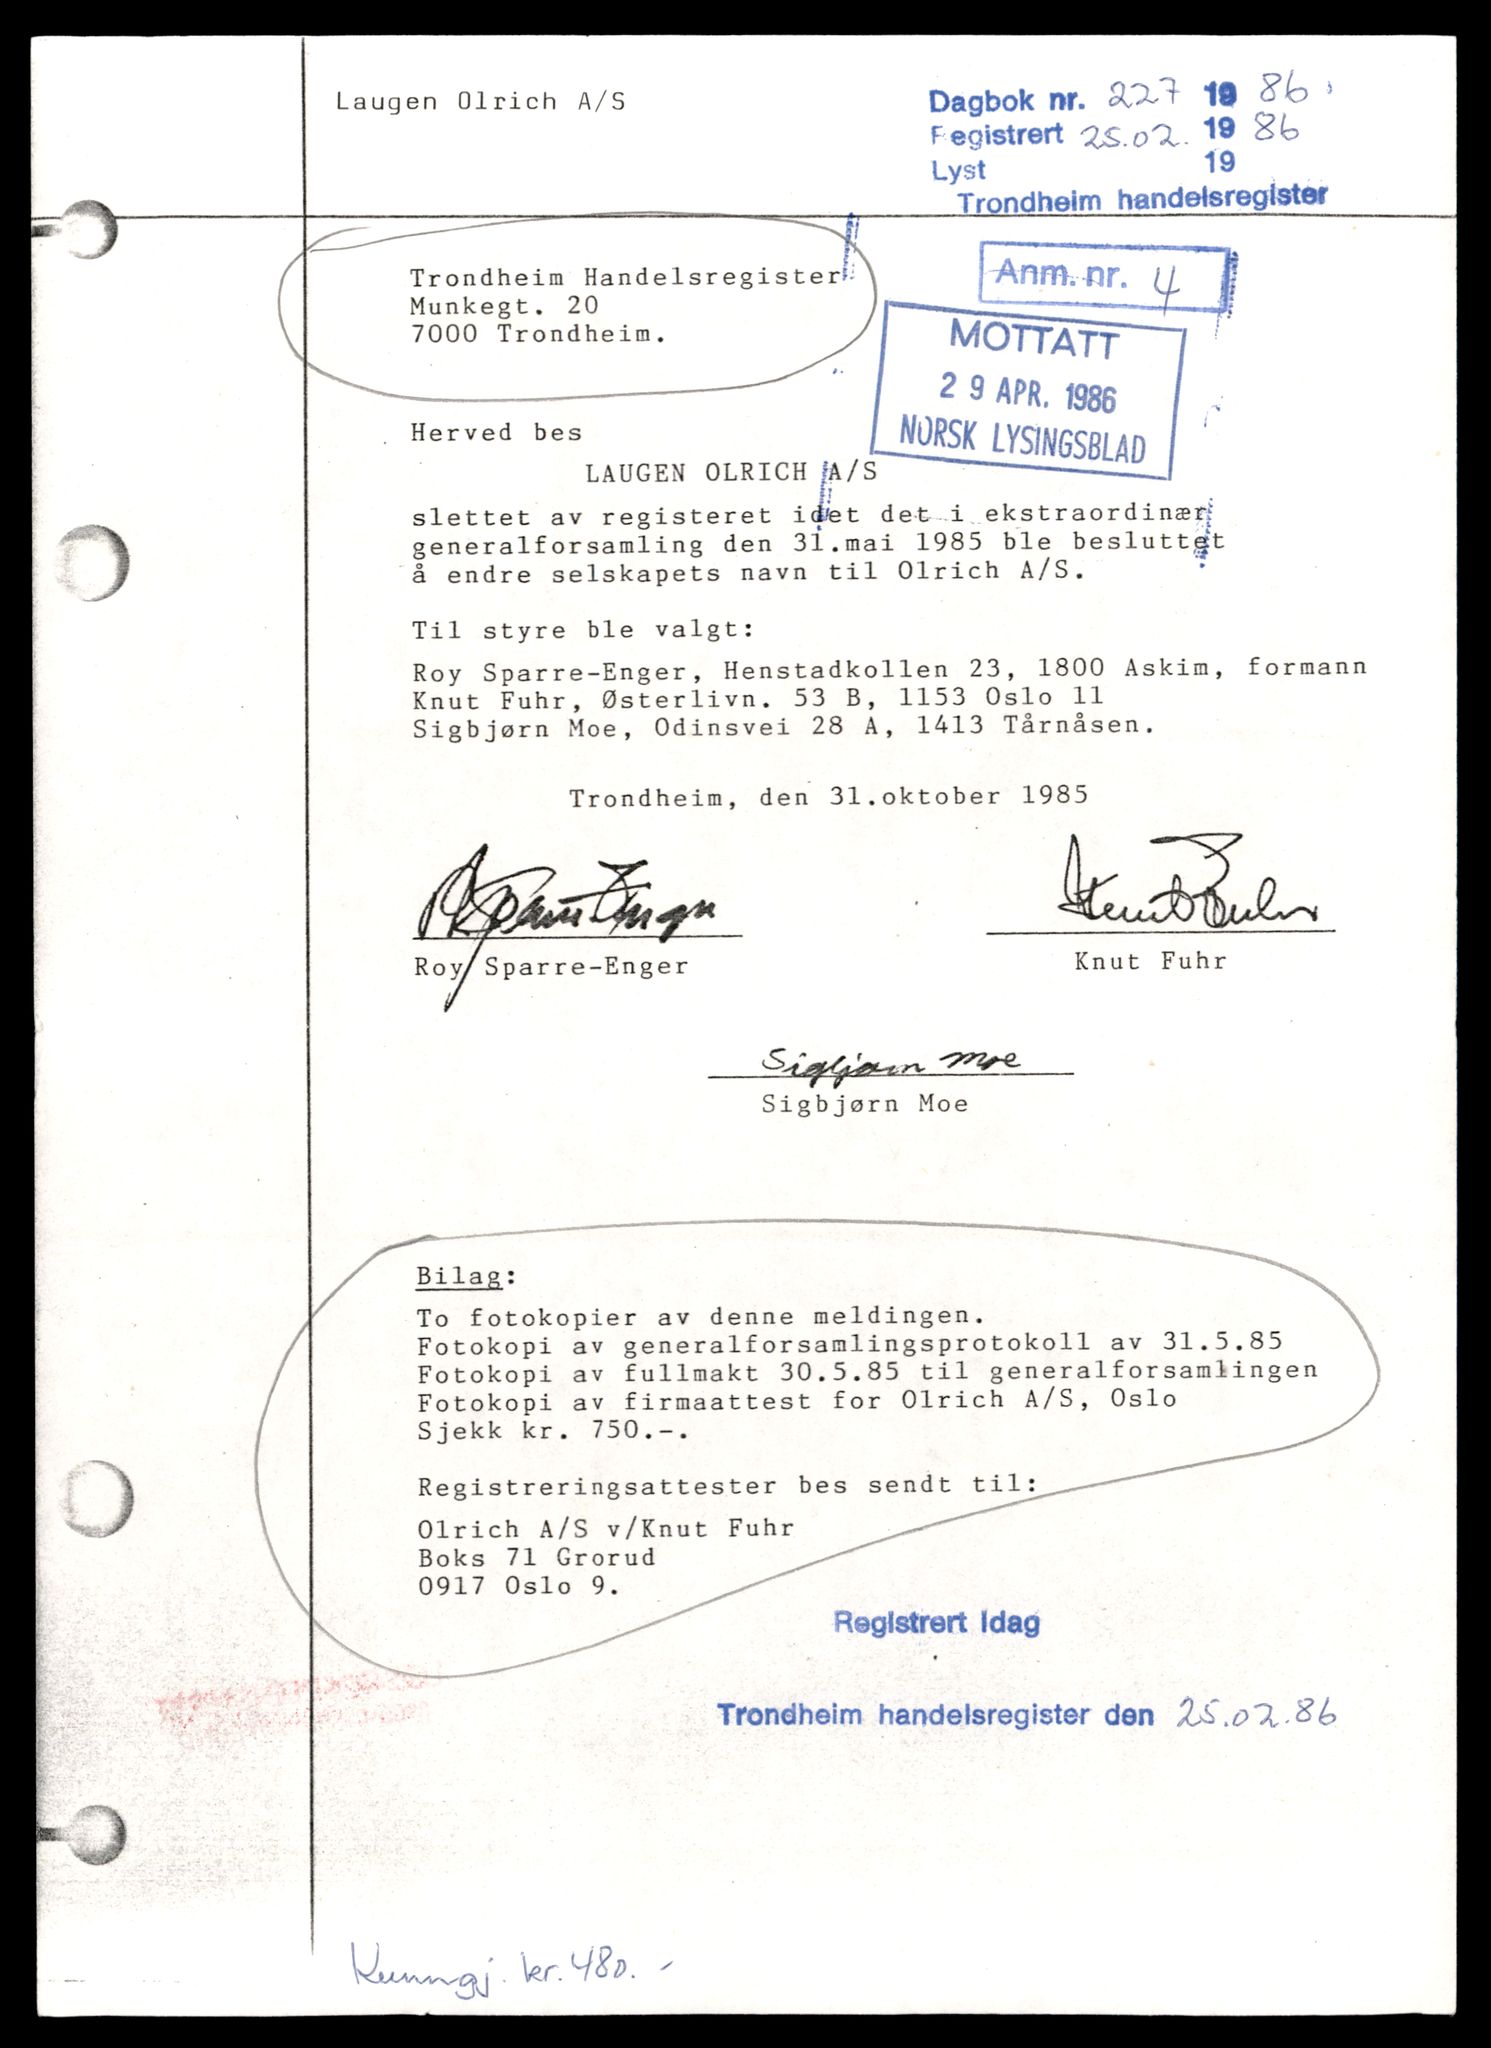 Laugen Olrich A/S
Dagbok nr. 227 1986
Registrert 25.02. 1986
Lyst 19
Trondheim handelsregister
Trondheim Handelsregister
Munkegt. 20
7000 Trondheim.
Anm. nr. 4
MOTTATT
29 APR. 1986
NORSK LYSINGSBLAD
Herved bes
LAUGEN OLRICH A/S
slettet av registeret idet det i ekstraordinær
generalforsamling den 31.mai 1985 ble besluttet
å endre selskapets navn til Olrich A/S.
Til styre ble valgt:
Roy Sparre-Enger, Henstadkollen 23, 1800 Askim, formann
Knut Fuhr, Østerlivn. 53 B, 1153 Oslo 11
Sigbjørn Moe, Odinsvei 28 A, 1413 Tårnåsen.
Trondheim, den 31.oktober 1985
R Sparre-Enger
Knut Fuhr
Roy Sparre-Enger
Knut Fuhr
Sigbjørn Moe
Sigbjørn Moe
Bilag:
To fotokopier av denne meldingen.
Fotokopi av generalforsamlingsprotokoll av 31.5.85
Fotokopi av fullmakt 30.5.85 til generalforsamlingen
Fotokopi av firmaattest for Olrich A/S, Oslo
Sjekk kr. 750.-.
Registreringsattester bes sendt til:
Olrich A/S v/Knut Fuhr
Boks 71 Grorud
0917 Oslo 9.
Registrert Idag
Trondheim handelsregister den 25.02.86
Kunngj. kr. 480.-